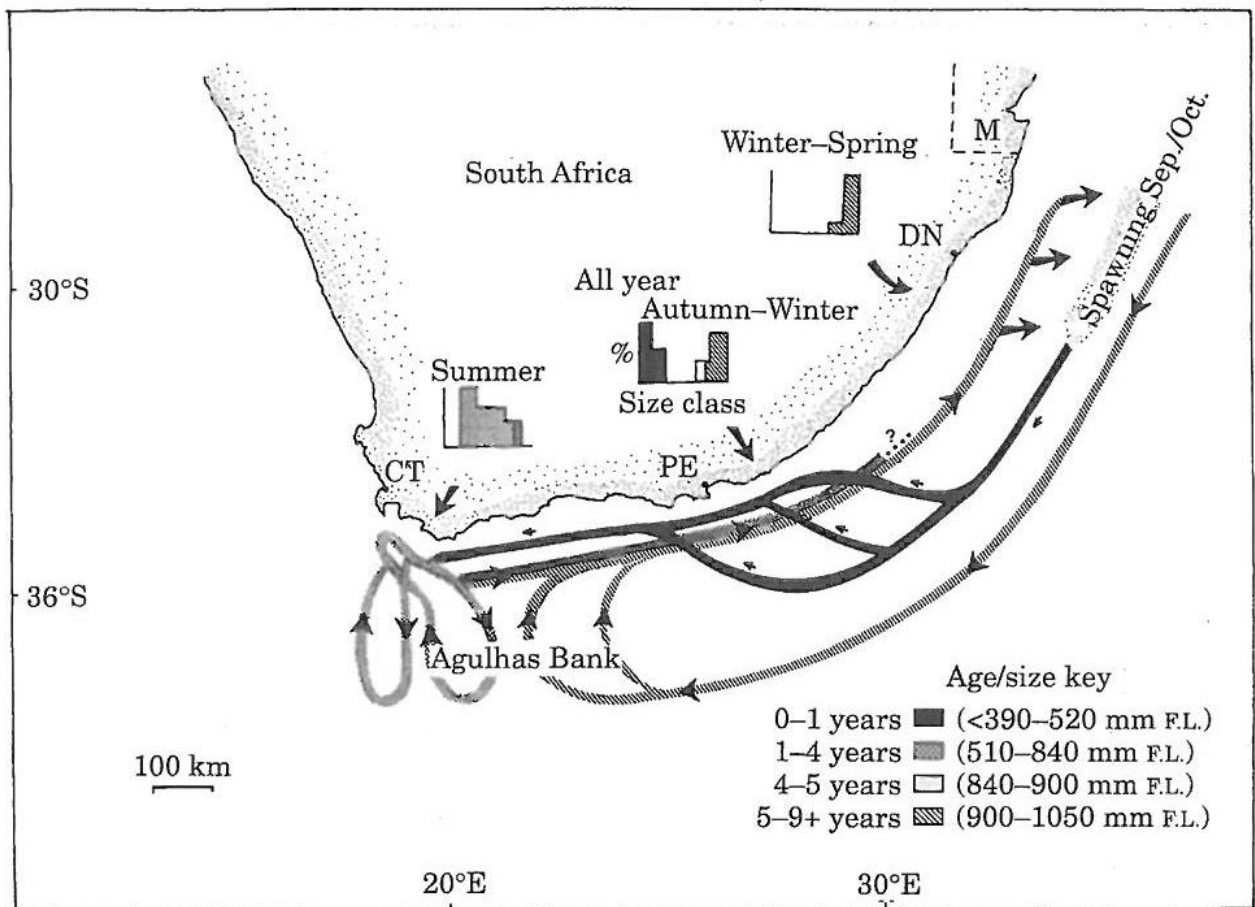 Spawning Sep./Oct.
M
Winter–Spring
South Africa
DN
30°S
All year
Autumn–Winter
%
Size class
Summer
CT
PE
?
36°S
Agulhas Bank
Age/size key
0–1 years (<390–520 mm F.L.)
1–4 years (510–840 mm F.L.)
4–5 years (840–900 mm F.L.)
5–9+ years (900–1050 mm F.L.)
100 km
20°E
30°E